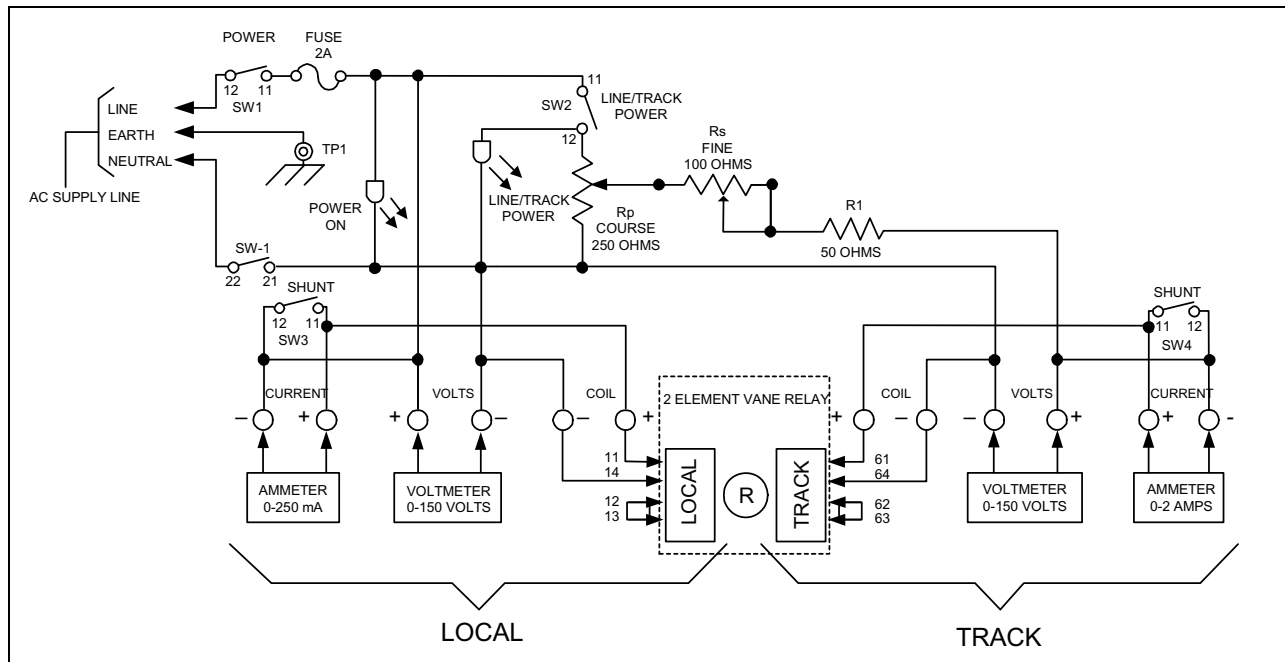 POWER
FUSE
2A
12
11
SW1
LINE
EARTH
NEUTRAL
AC SUPPLY LINE
TP1
POWER
ON
SW-1
22
21
11
SW2
LINE/TRACK
POWER
12
LINE/TRACK
POWER
Rp
COURSE
250 OHMS
Rs
FINE
100 OHMS
R1
50 OHMS
SHUNT
12
11
SW3
SHUNT
11
12
SW4
– CURRENT +
+ VOLTS –
– COIL +
2 ELEMENT VANE RELAY
+ COIL –
– VOLTS +
+ CURRENT -
AMMETER
0-250 mA
VOLTMETER
0-150 VOLTS
11
14
12
13
LOCAL
R
TRACK
61
64
62
63
VOLTMETER
0-150 VOLTS
AMMETER
0-2 AMPS
LOCAL
TRACK